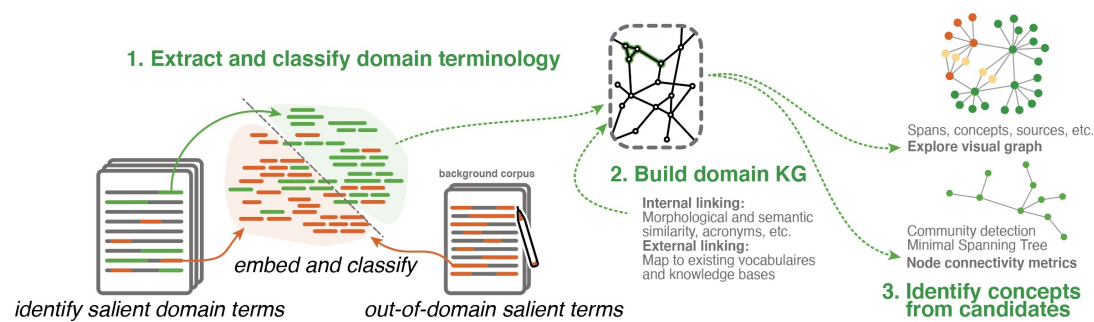 1. Extract and classify domain terminology
background corpus
embed and classify
identify salient domain terms
out-of-domain salient terms
2. Build domain KG
Internal linking:
Morphological and semantic
similarity, acronyms, etc.
External linking:
Map to existing vocabulaires
and knowledge bases
Spans, concepts, sources, etc.
Explore visual graph
Community detection
Minimal Spanning Tree
Node connectivity metrics
3. Identify concepts
from candidates